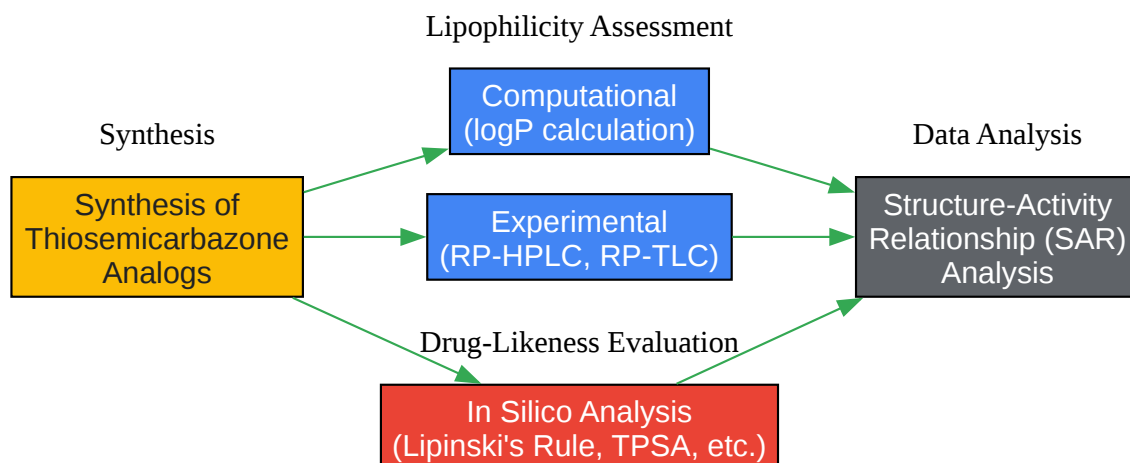 Lipophilicity Assessment
Computational
(logP calculation)
Synthesis
Data Analysis
Synthesis of
Thiosemicarbazone
Analogs
Experimental
(RP-HPLC, RP-TLC)
Structure-Activity
Relationship (SAR)
Analysis
Drug-Likeness Evaluation
In Silico Analysis
(Lipinski's Rule, TPSA, etc.)